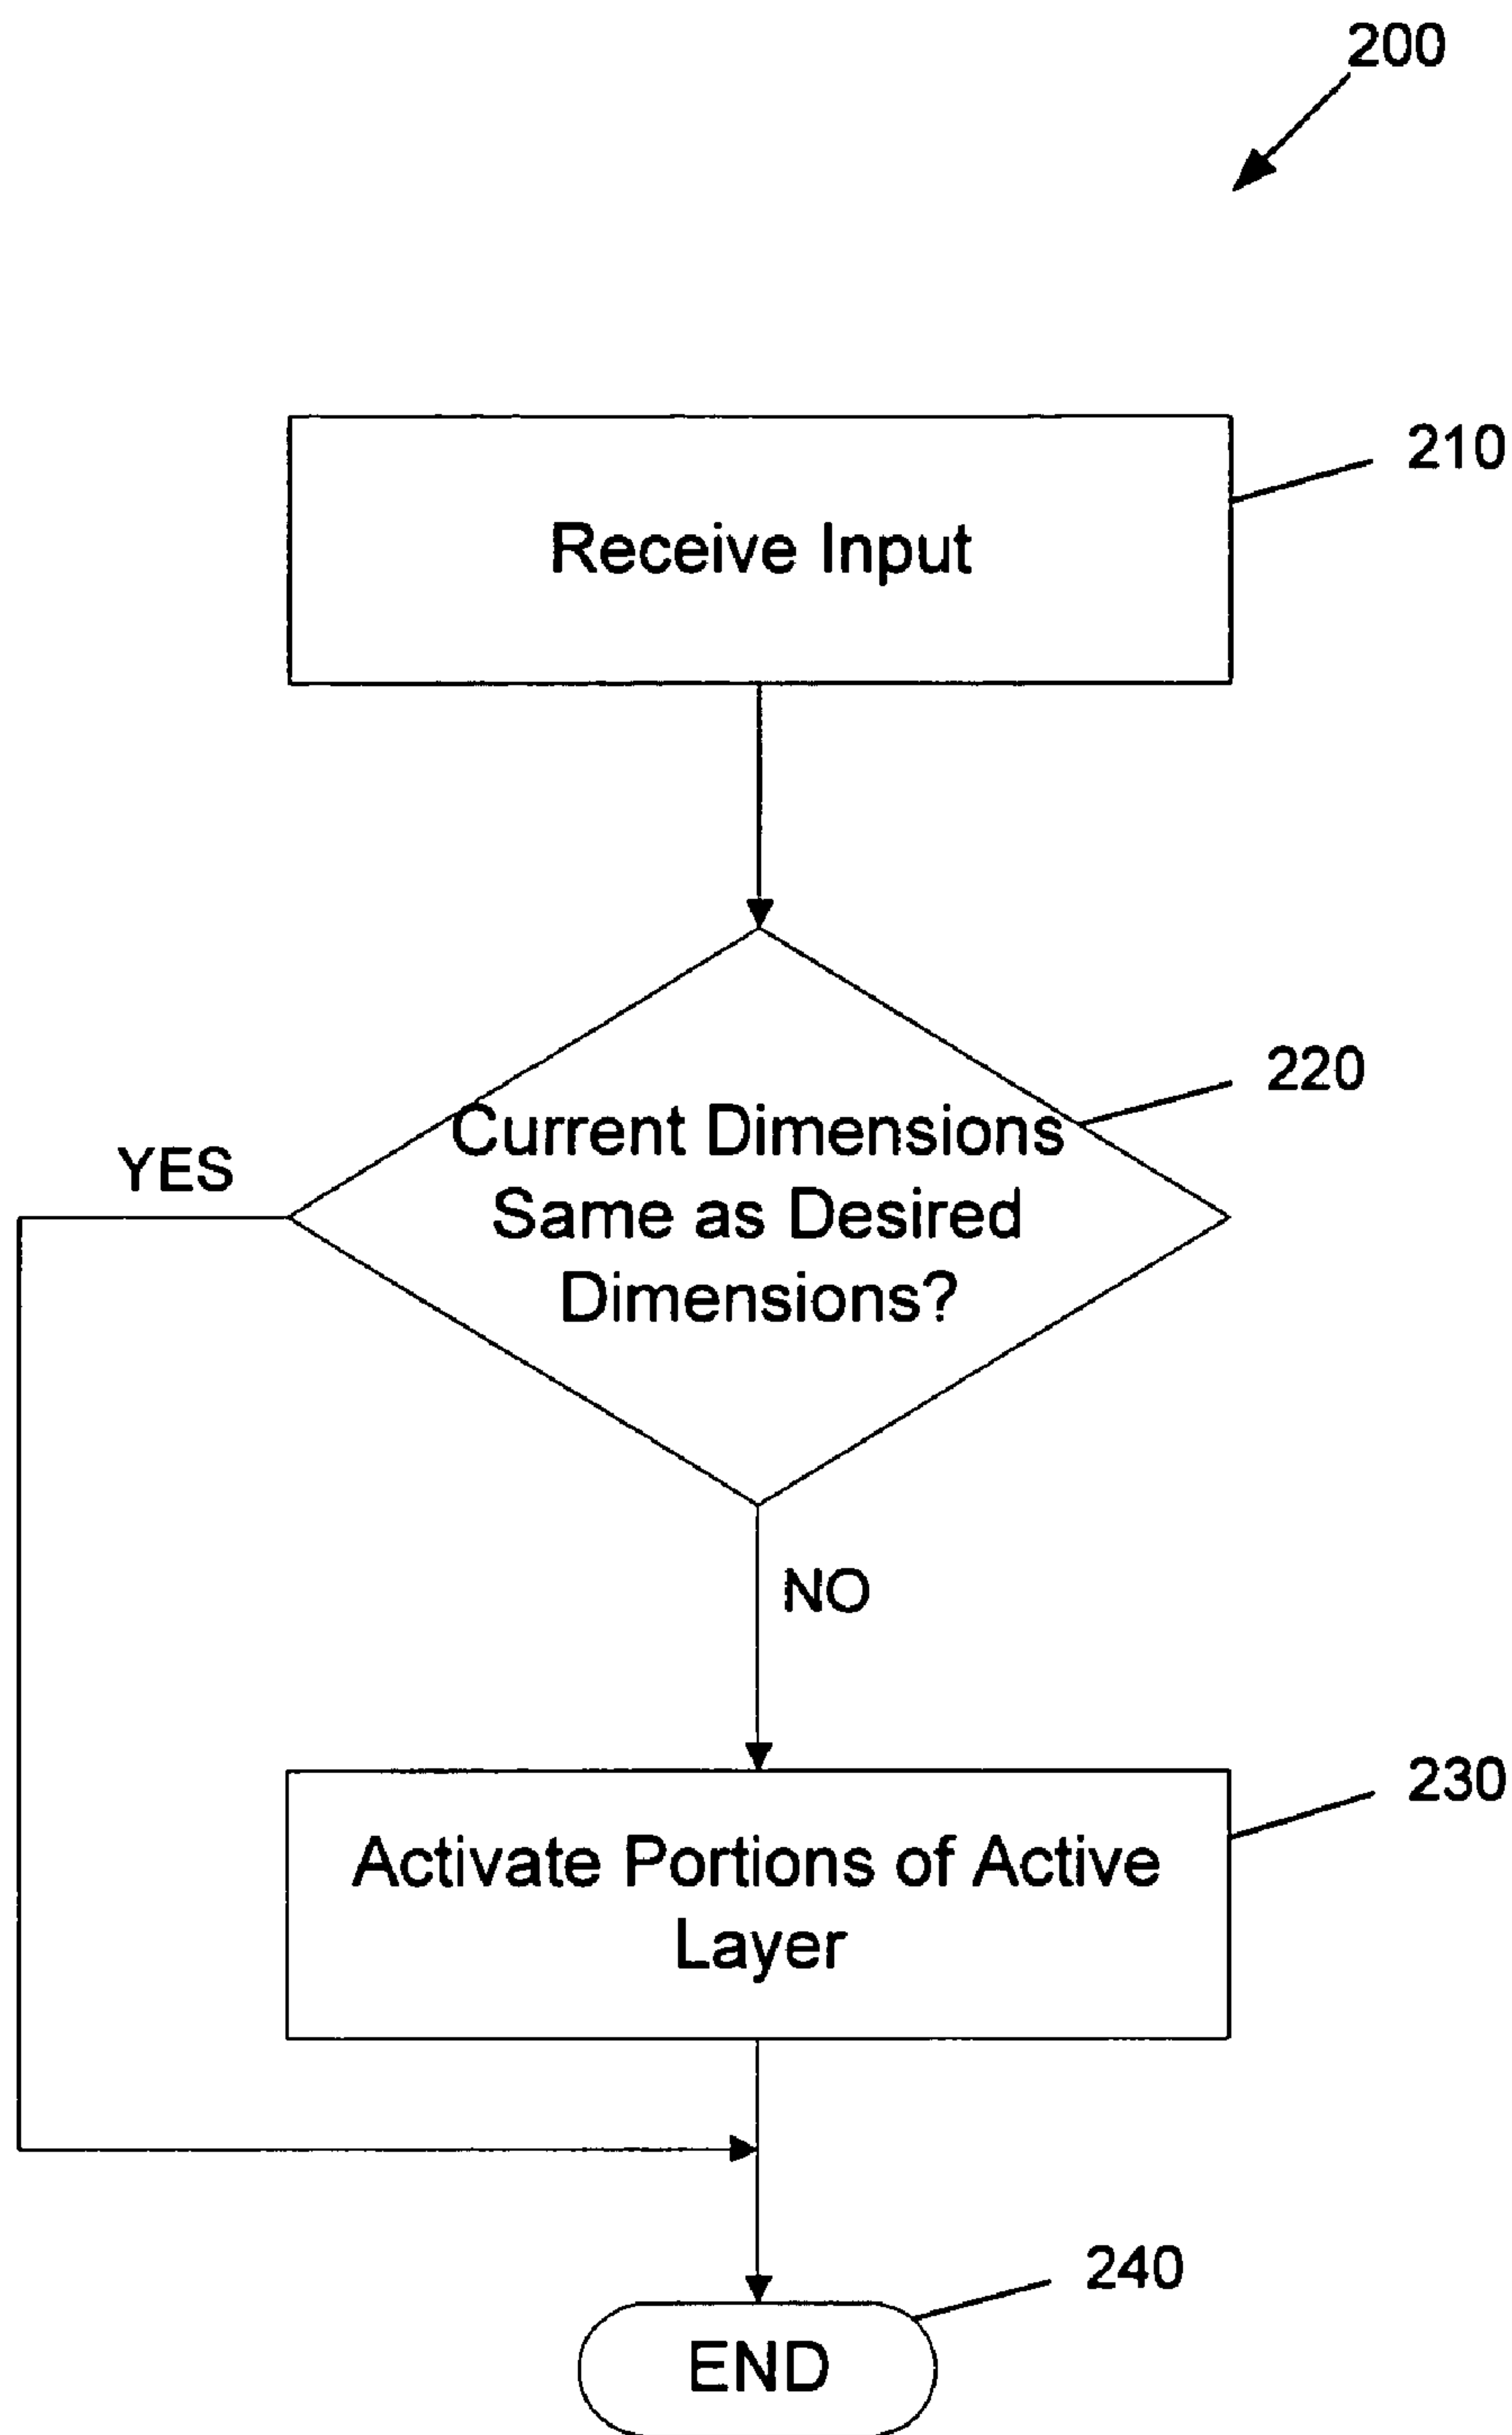 200
210
Receive Input
220
Current Dimensions
Same as Desired
Dimensions?
YES
NO
230
Activate Portions of Active
Layer
240
END